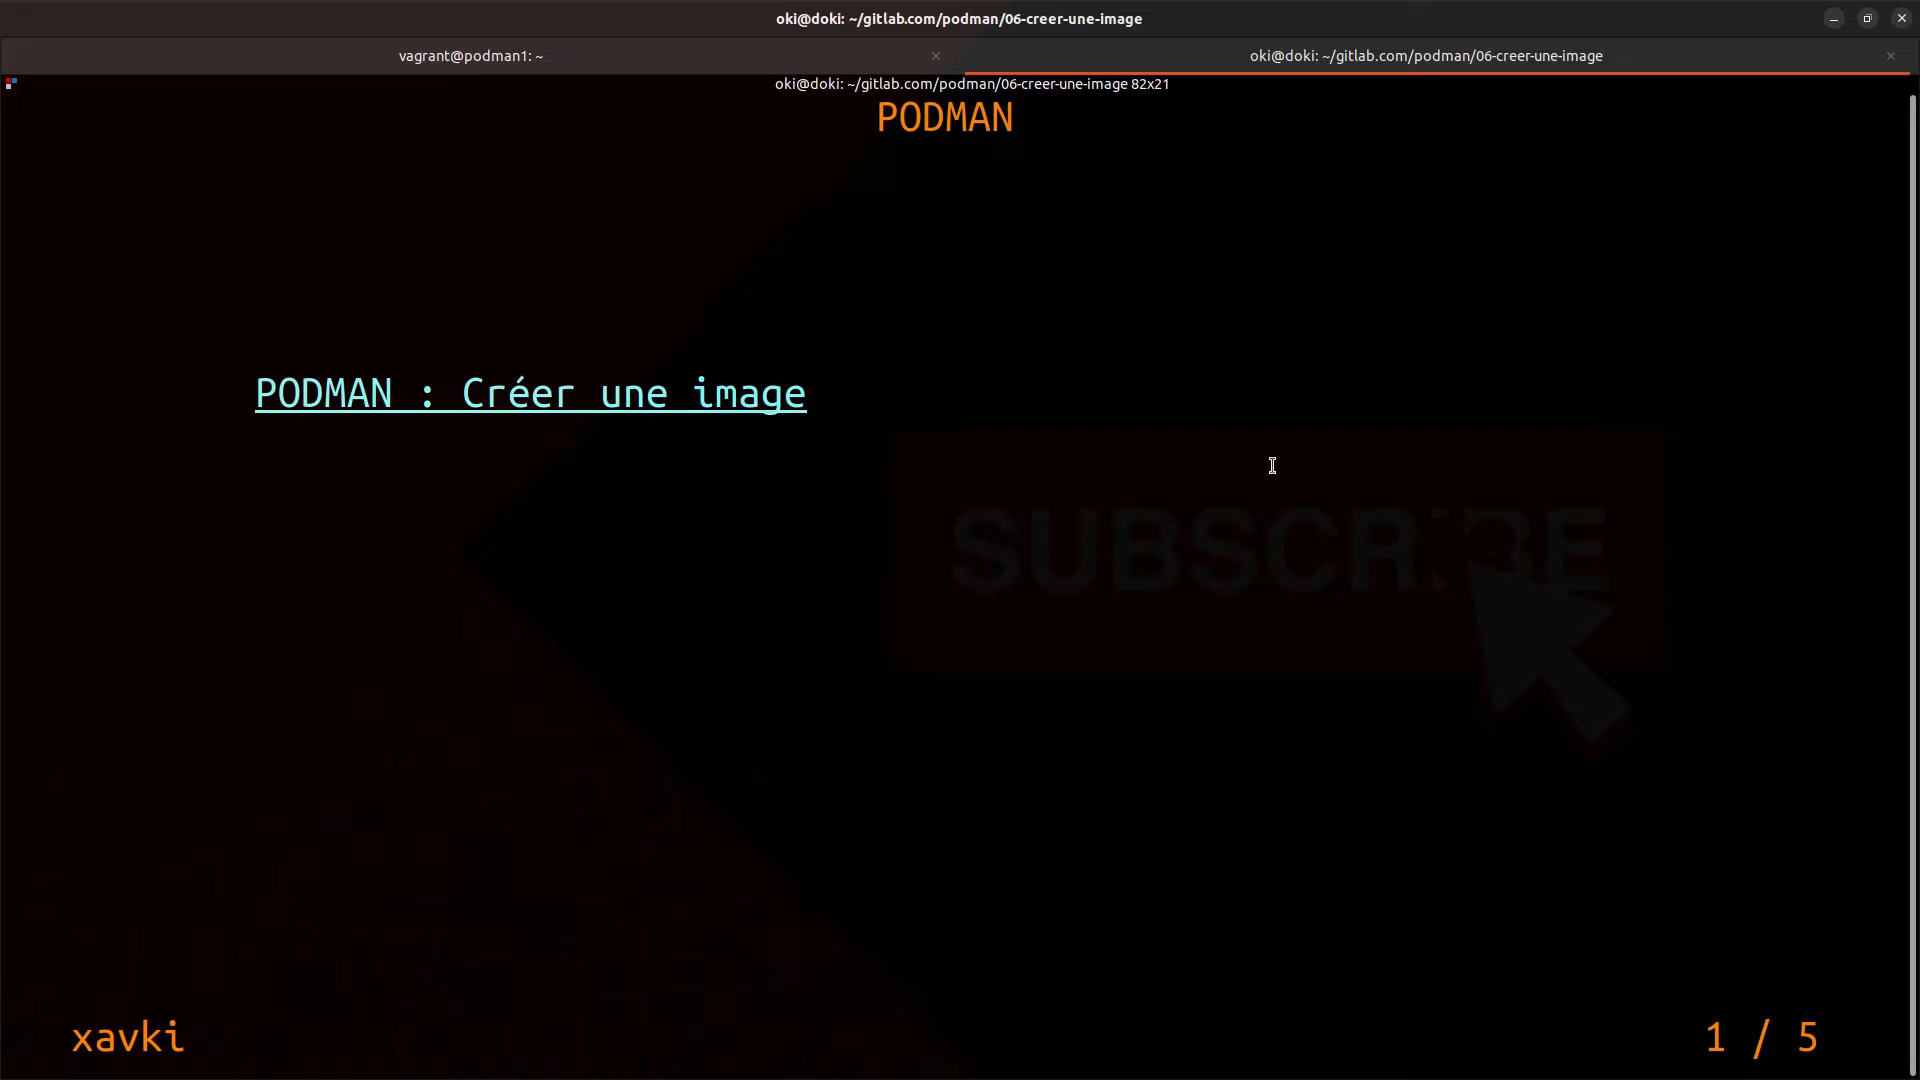 oki@doki: ~/gitlab.com/podman/06-creer-une-image
vagrant@podman1: ~
oki@doki: ~/gitlab.com/podman/06-creer-une-image
oki@doki: ~/gitlab.com/podman/06-creer-une-image 82x21
PODMAN
PODMAN : Créer une image
SUBSCRIBE
xavki
1 / 5